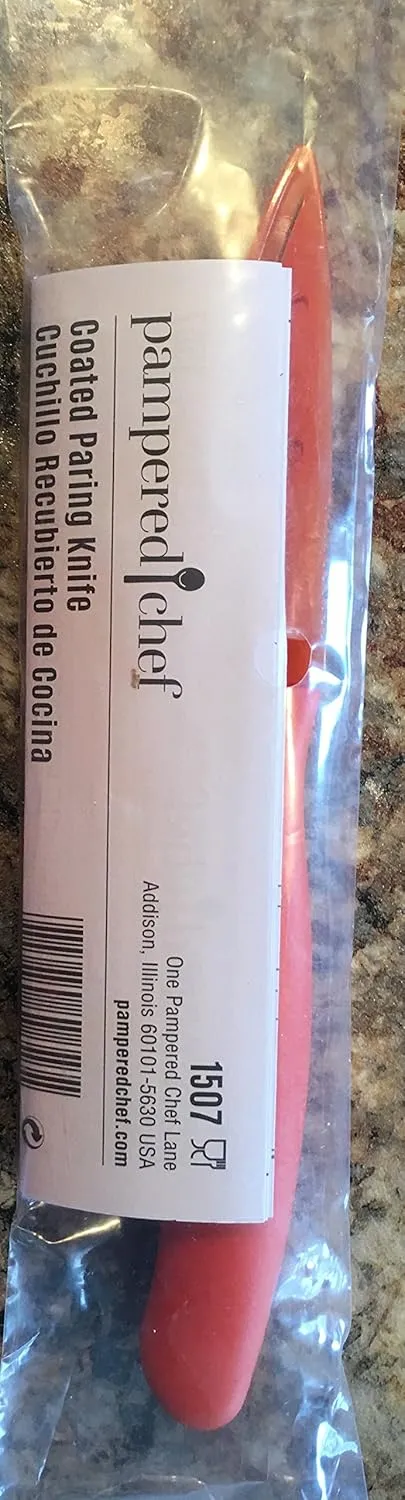 pampered chef
Coated Paring Knife
Cuchillo Recubierto de Cocina
1507
One Pampered Chef Lane
Addison, Illinois 60101-5630 USA
pamperedchef.com